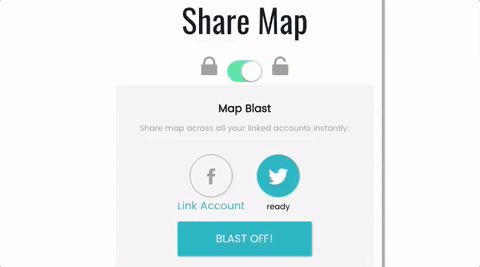 Share Map
Map Blast
Share map across all your linked accounts instantly.
Link Account
ready
BLAST OFF!